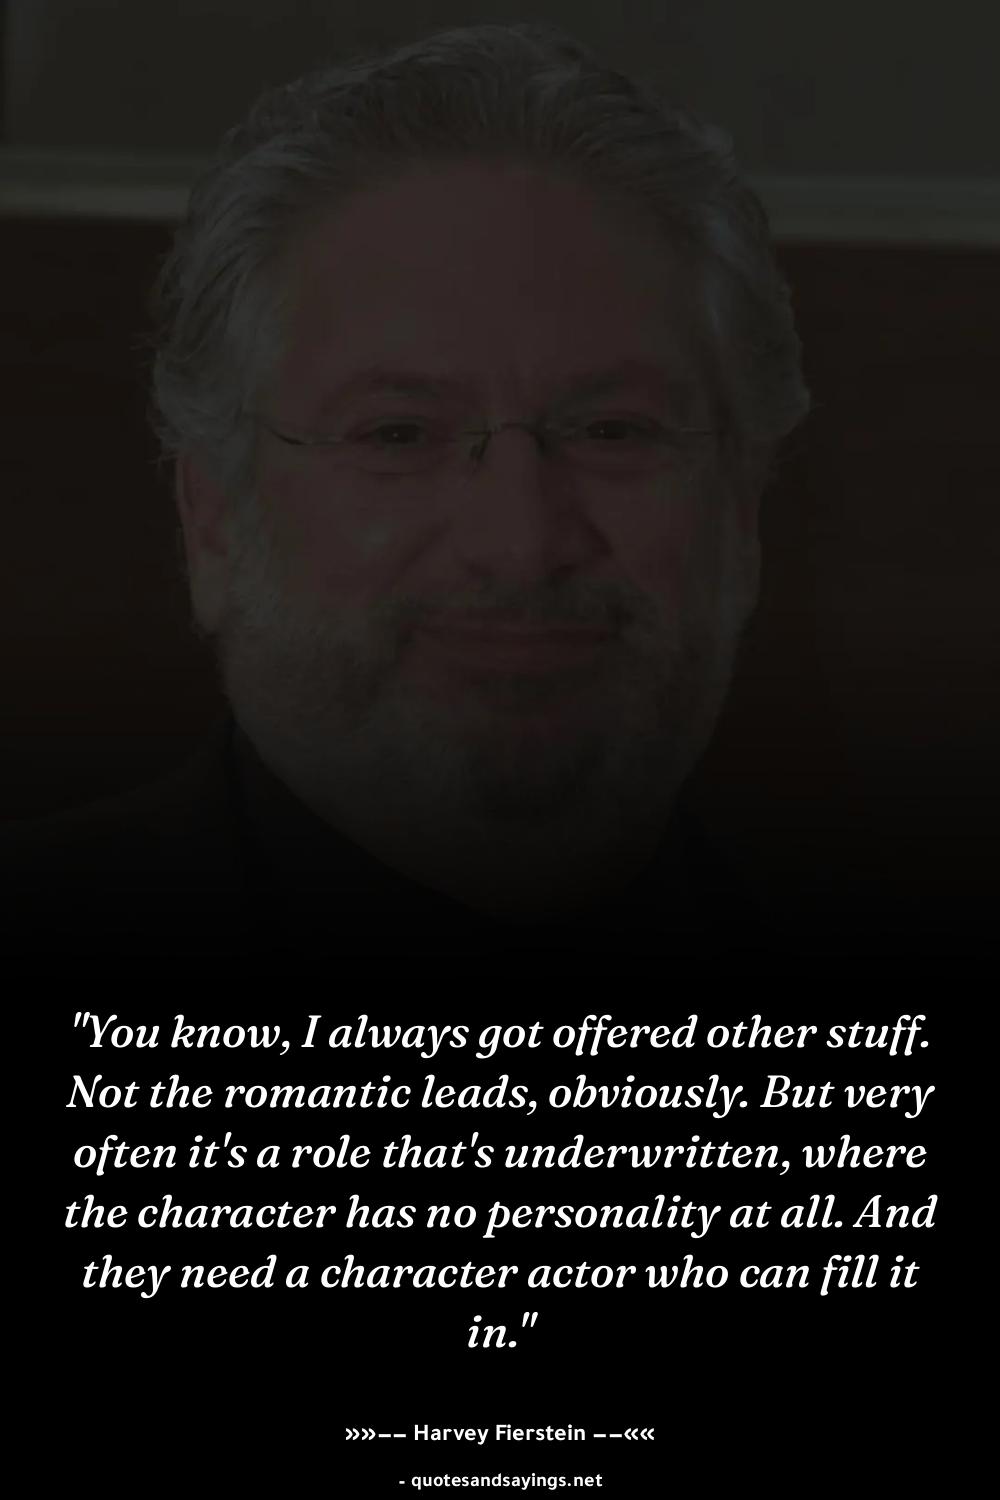 "You know, I always got offered other stuff.
Not the romantic leads, obviously. But very
often it's a role that's underwritten, where
the character has no personality at all. And
they need a character actor who can fill it
in."
»»−− Harvey Fierstein −−««
- quotesandsayings.net